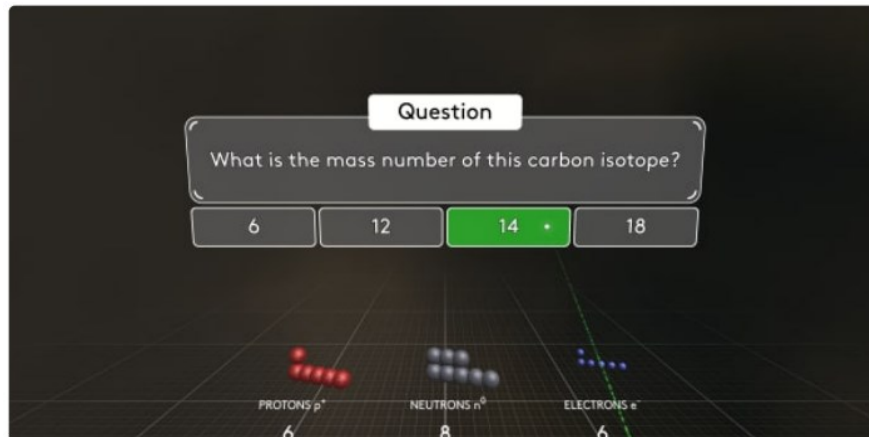 Question
What is the mass number of this carbon isotope?
6 12 14 18
PROTONS p⁺ NEUTRONS n⁰ ELECTRONS e⁻
6 8 6